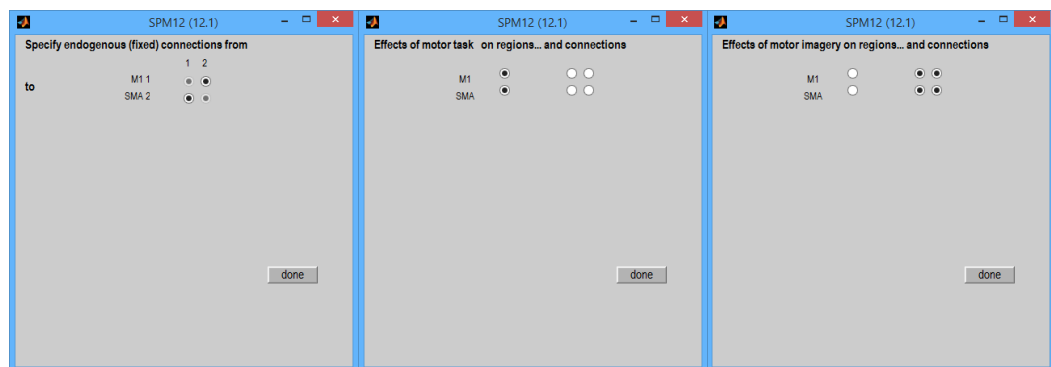 SPM12 (12.1)
Specify endogenous (fixed) connections from
1 2
M1 1
to
SMA 2
done
SPM12 (12.1)
Effects of motor task on regions... and connections
M1
SMA
done
SPM12 (12.1)
Effects of motor imagery on regions... and connections
M1
SMA
done